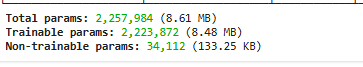 Total params: 2,257,984 (8.61 MB)
Trainable params: 2,223,872 (8.48 MB)
Non-trainable params: 34,112 (133.25 KB)